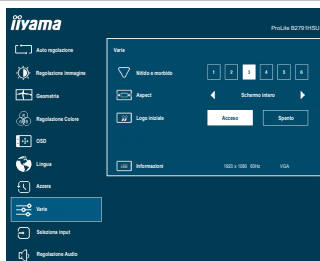 iiyama
ProLite B2791HSU
Auto regolazione
Regolazione immagine
Geometria
Regolazione Colore
OSD
Lingua
Azzera
Varie
Seleziona input
Regolazione Audio
Varie
Nitido e morbido
1 2 3 4 5 6
Aspect
Schermo intero
Logo iniziale
Acceso Spento
Informazioni
1920 x 1080 60Hz VGA